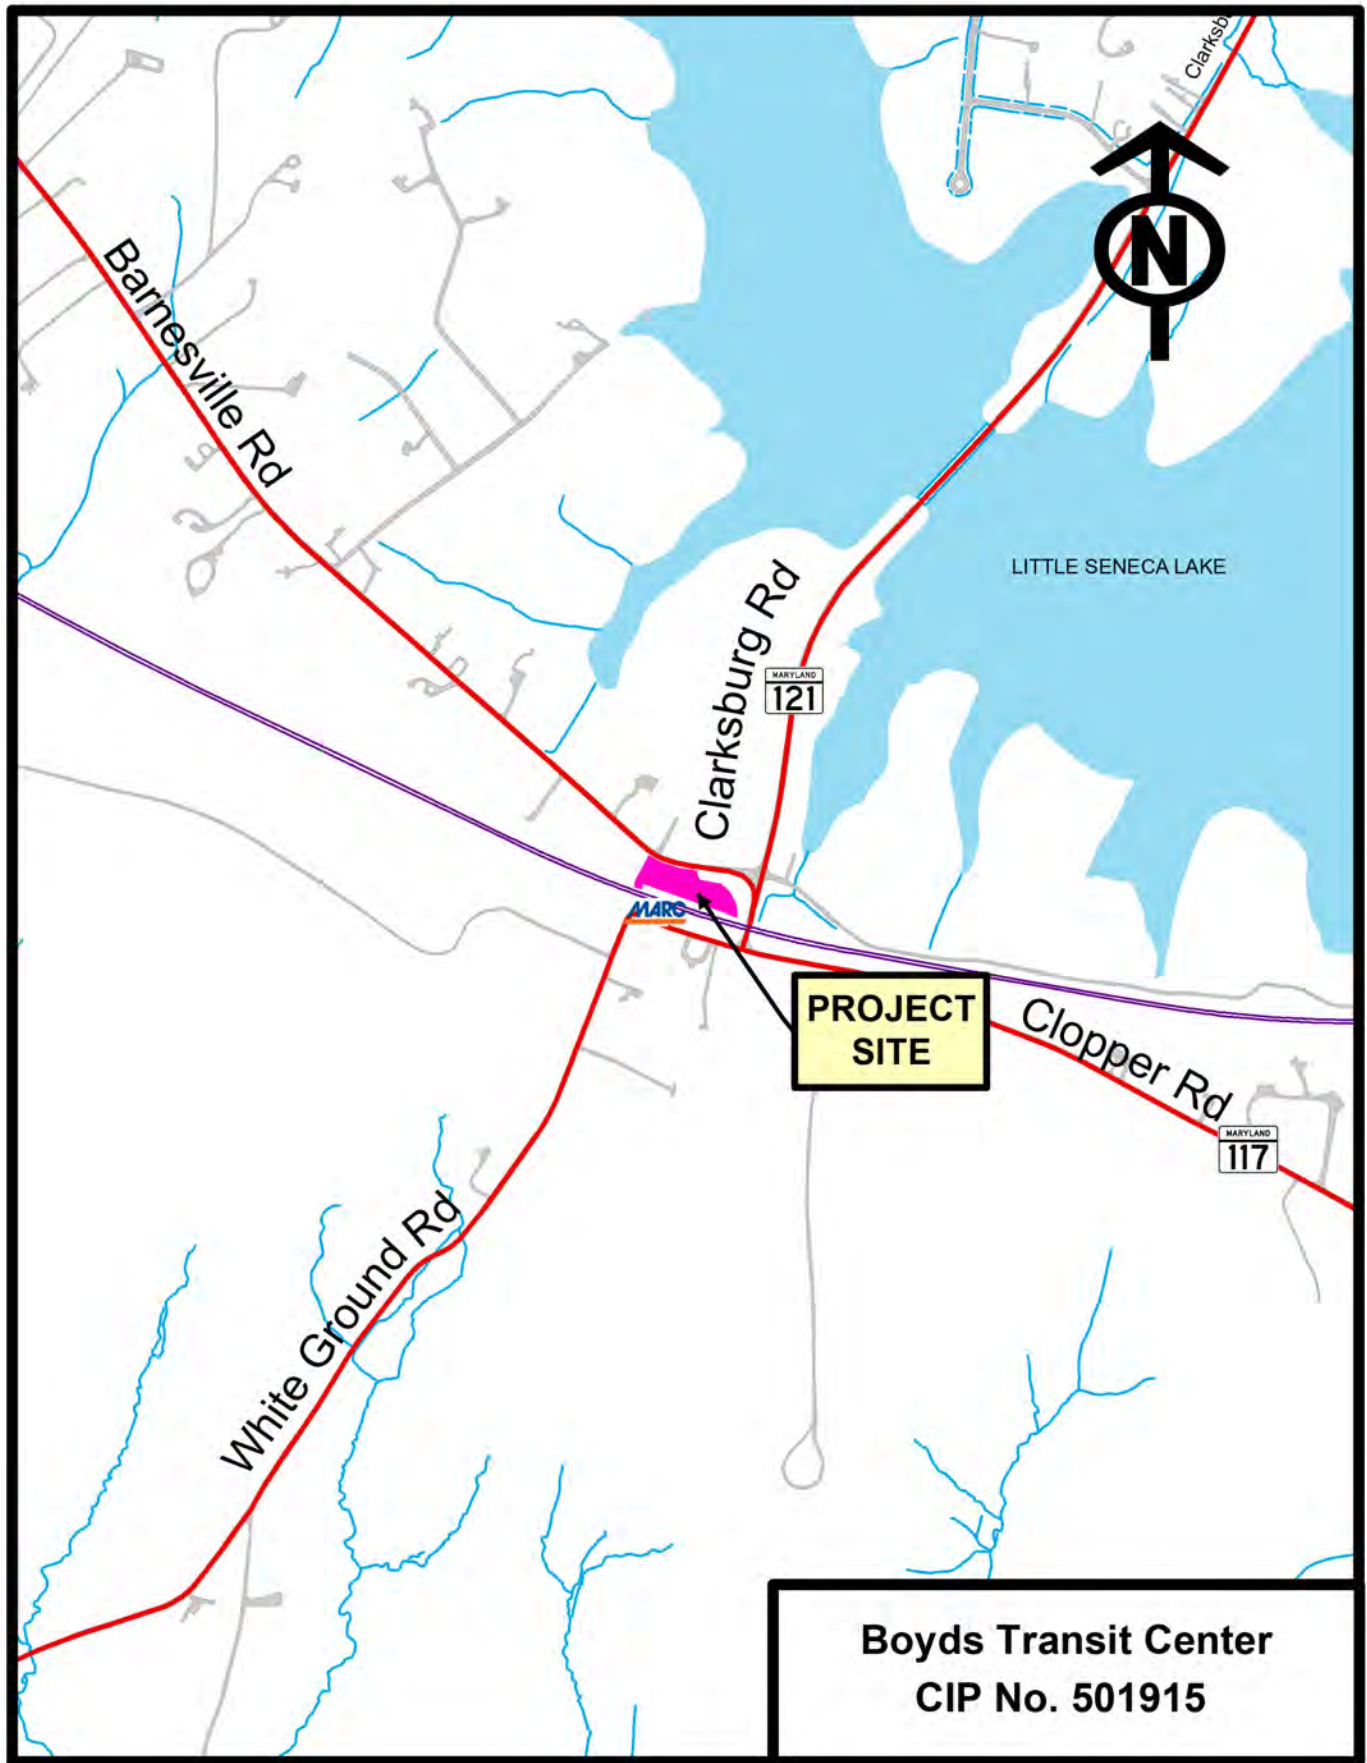 Clarksb
N
Barnesville Rd
LITTLE SENECA LAKE
Clarksburg Rd
MARYLAND
121
MARC
PROJECT
SITE
Clopper Rd
MARYLAND
117
White Ground Rd
Boyds Transit Center
CIP No. 501915